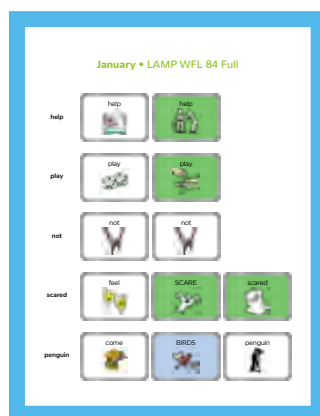 January • LAMP WFL 84 Full
help help
help
play play
play
not not
not
feel SCARE scared
scared
come BIRDS penguin
penguin